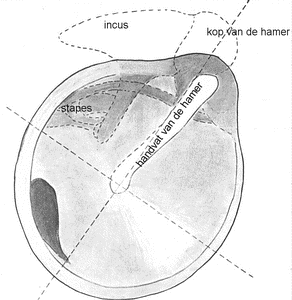 incus
kop van de hamer
stapes
handvat van de hamer